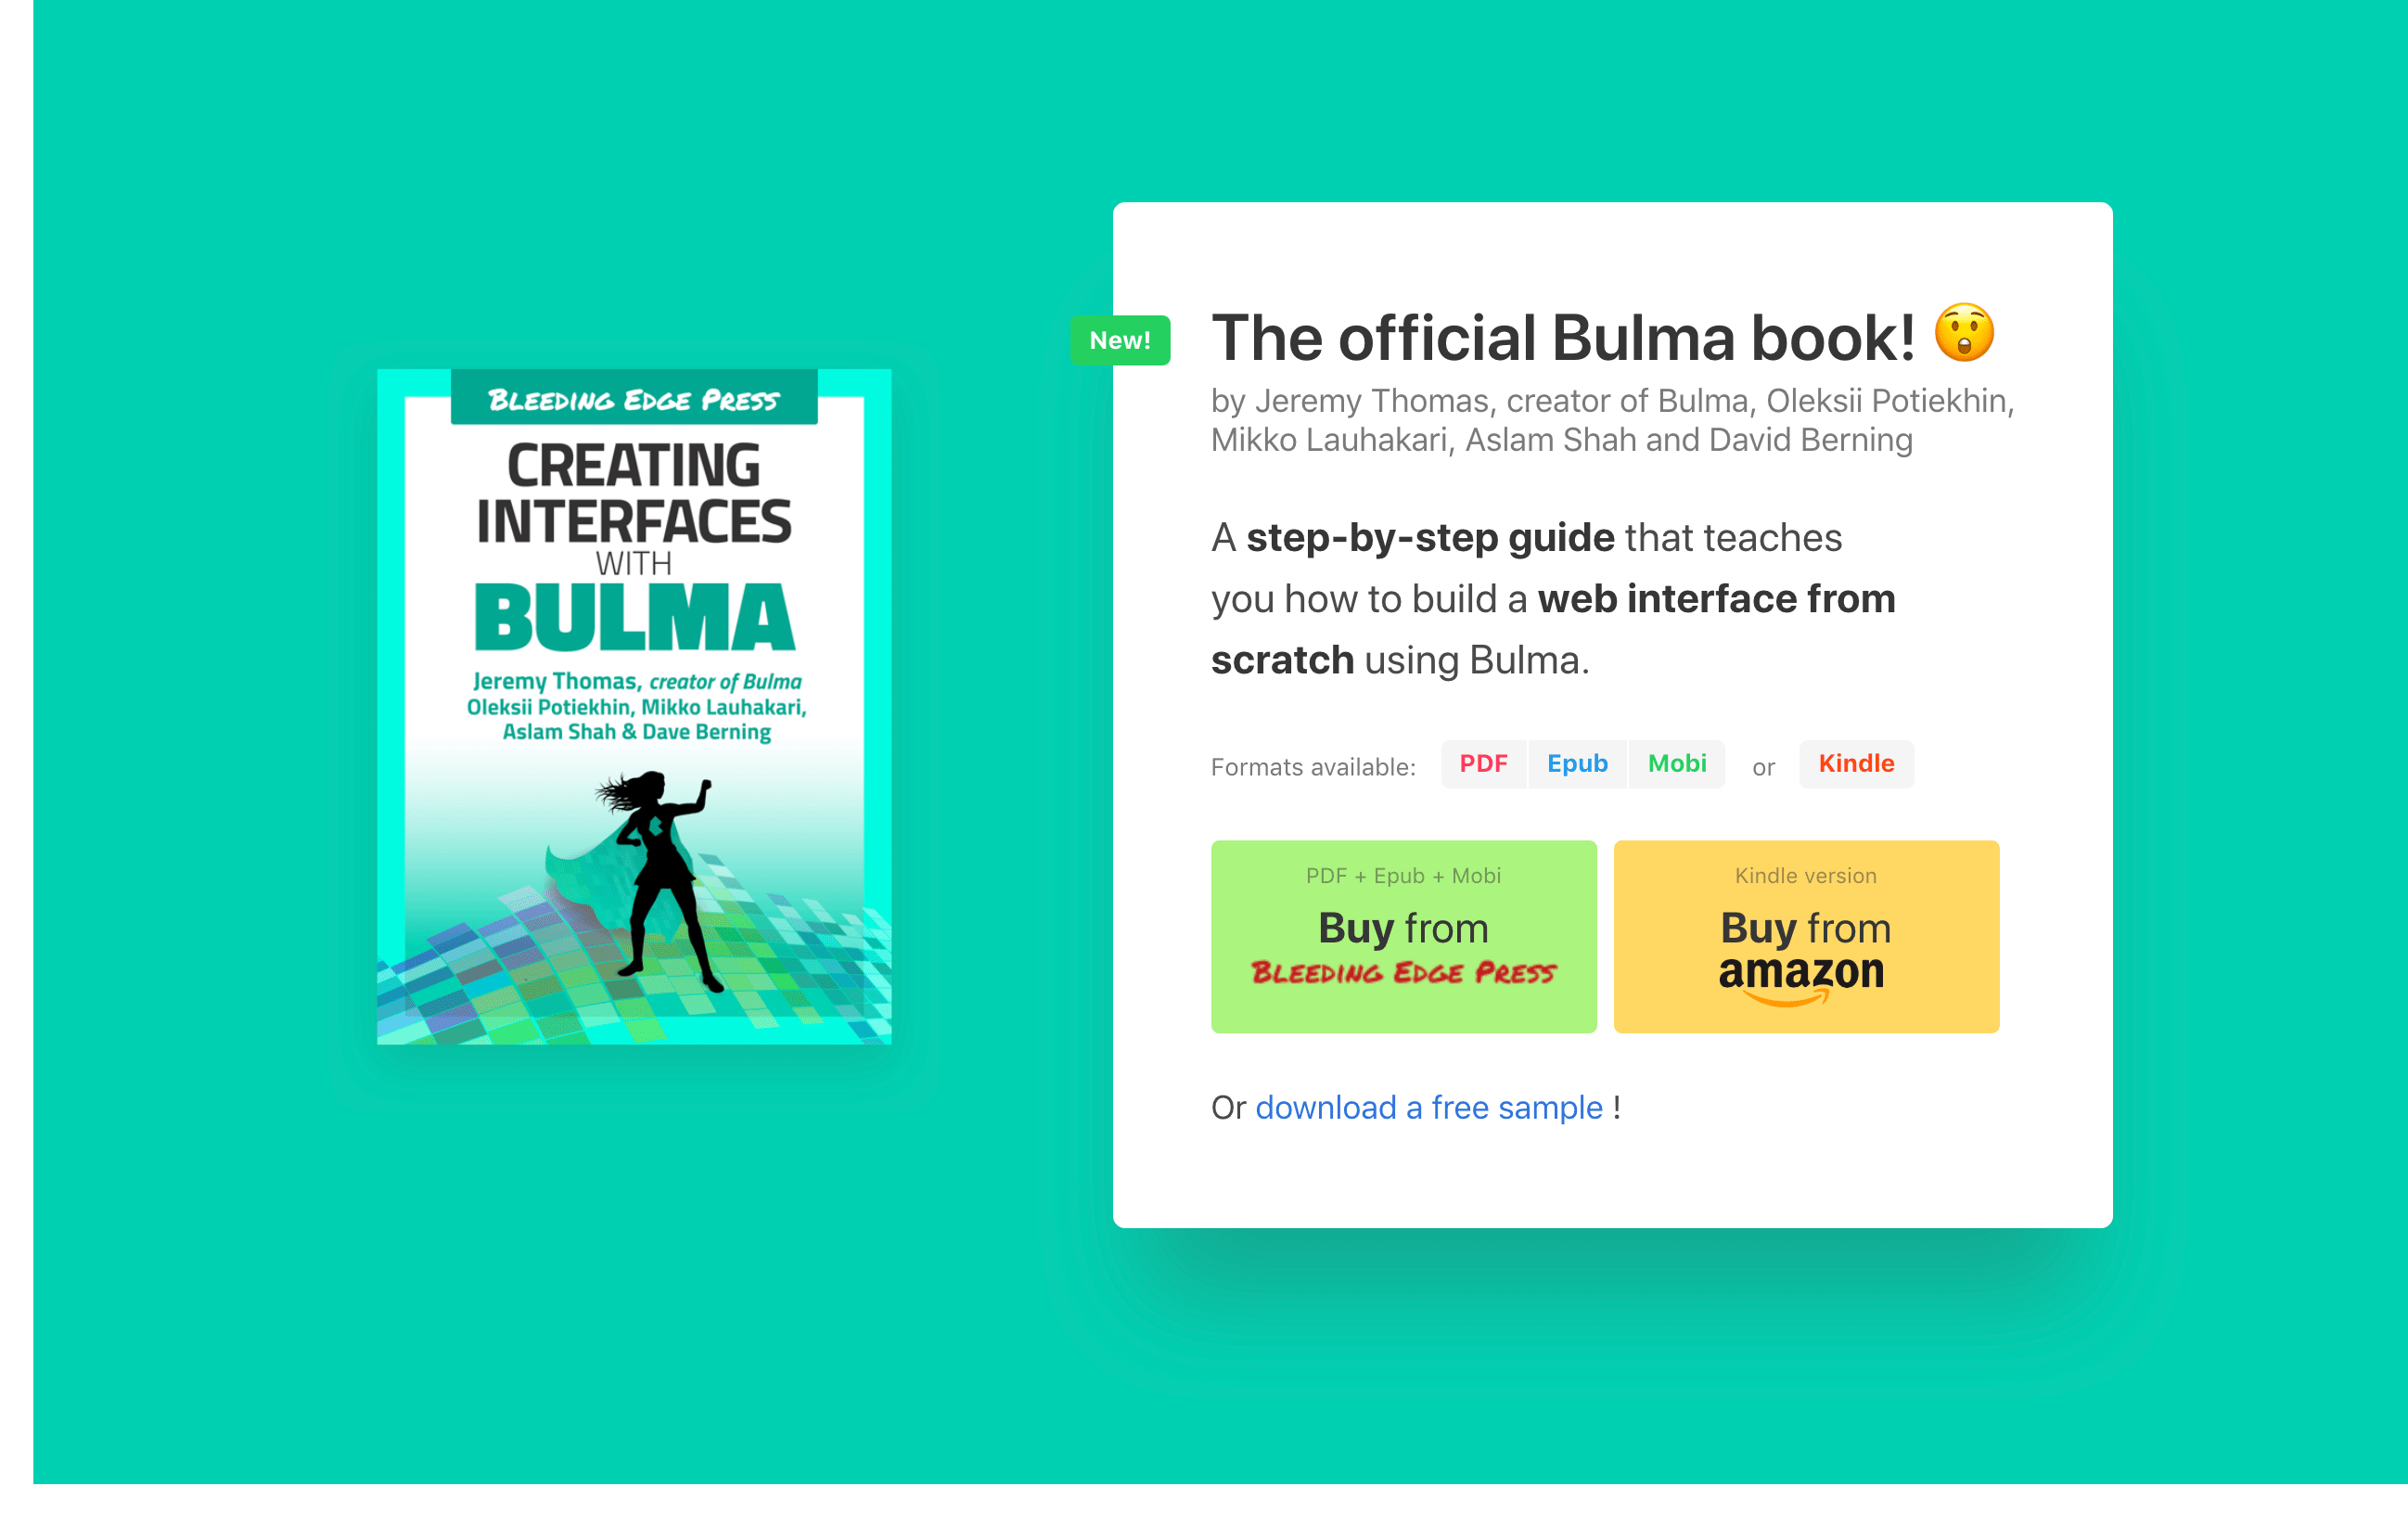 BLEEDING EDGE PRESS
CREATING
INTERFACES
WITH
BULMA
Jeremy Thomas, creator of Bulma
Oleksii Potiekhin, Mikko Lauhakari,
Aslam Shah & Dave Berning
New!
The official Bulma book! 😲
by Jeremy Thomas, creator of Bulma, Oleksii Potiekhin,
Mikko Lauhakari, Aslam Shah and David Berning
A step-by-step guide that teaches
you how to build a web interface from
scratch using Bulma.
Formats available: PDF Epub Mobi or Kindle
PDF + Epub + Mobi
Buy from
BLEEDING EDGE PRESS
Kindle version
Buy from
amazon
Or download a free sample !